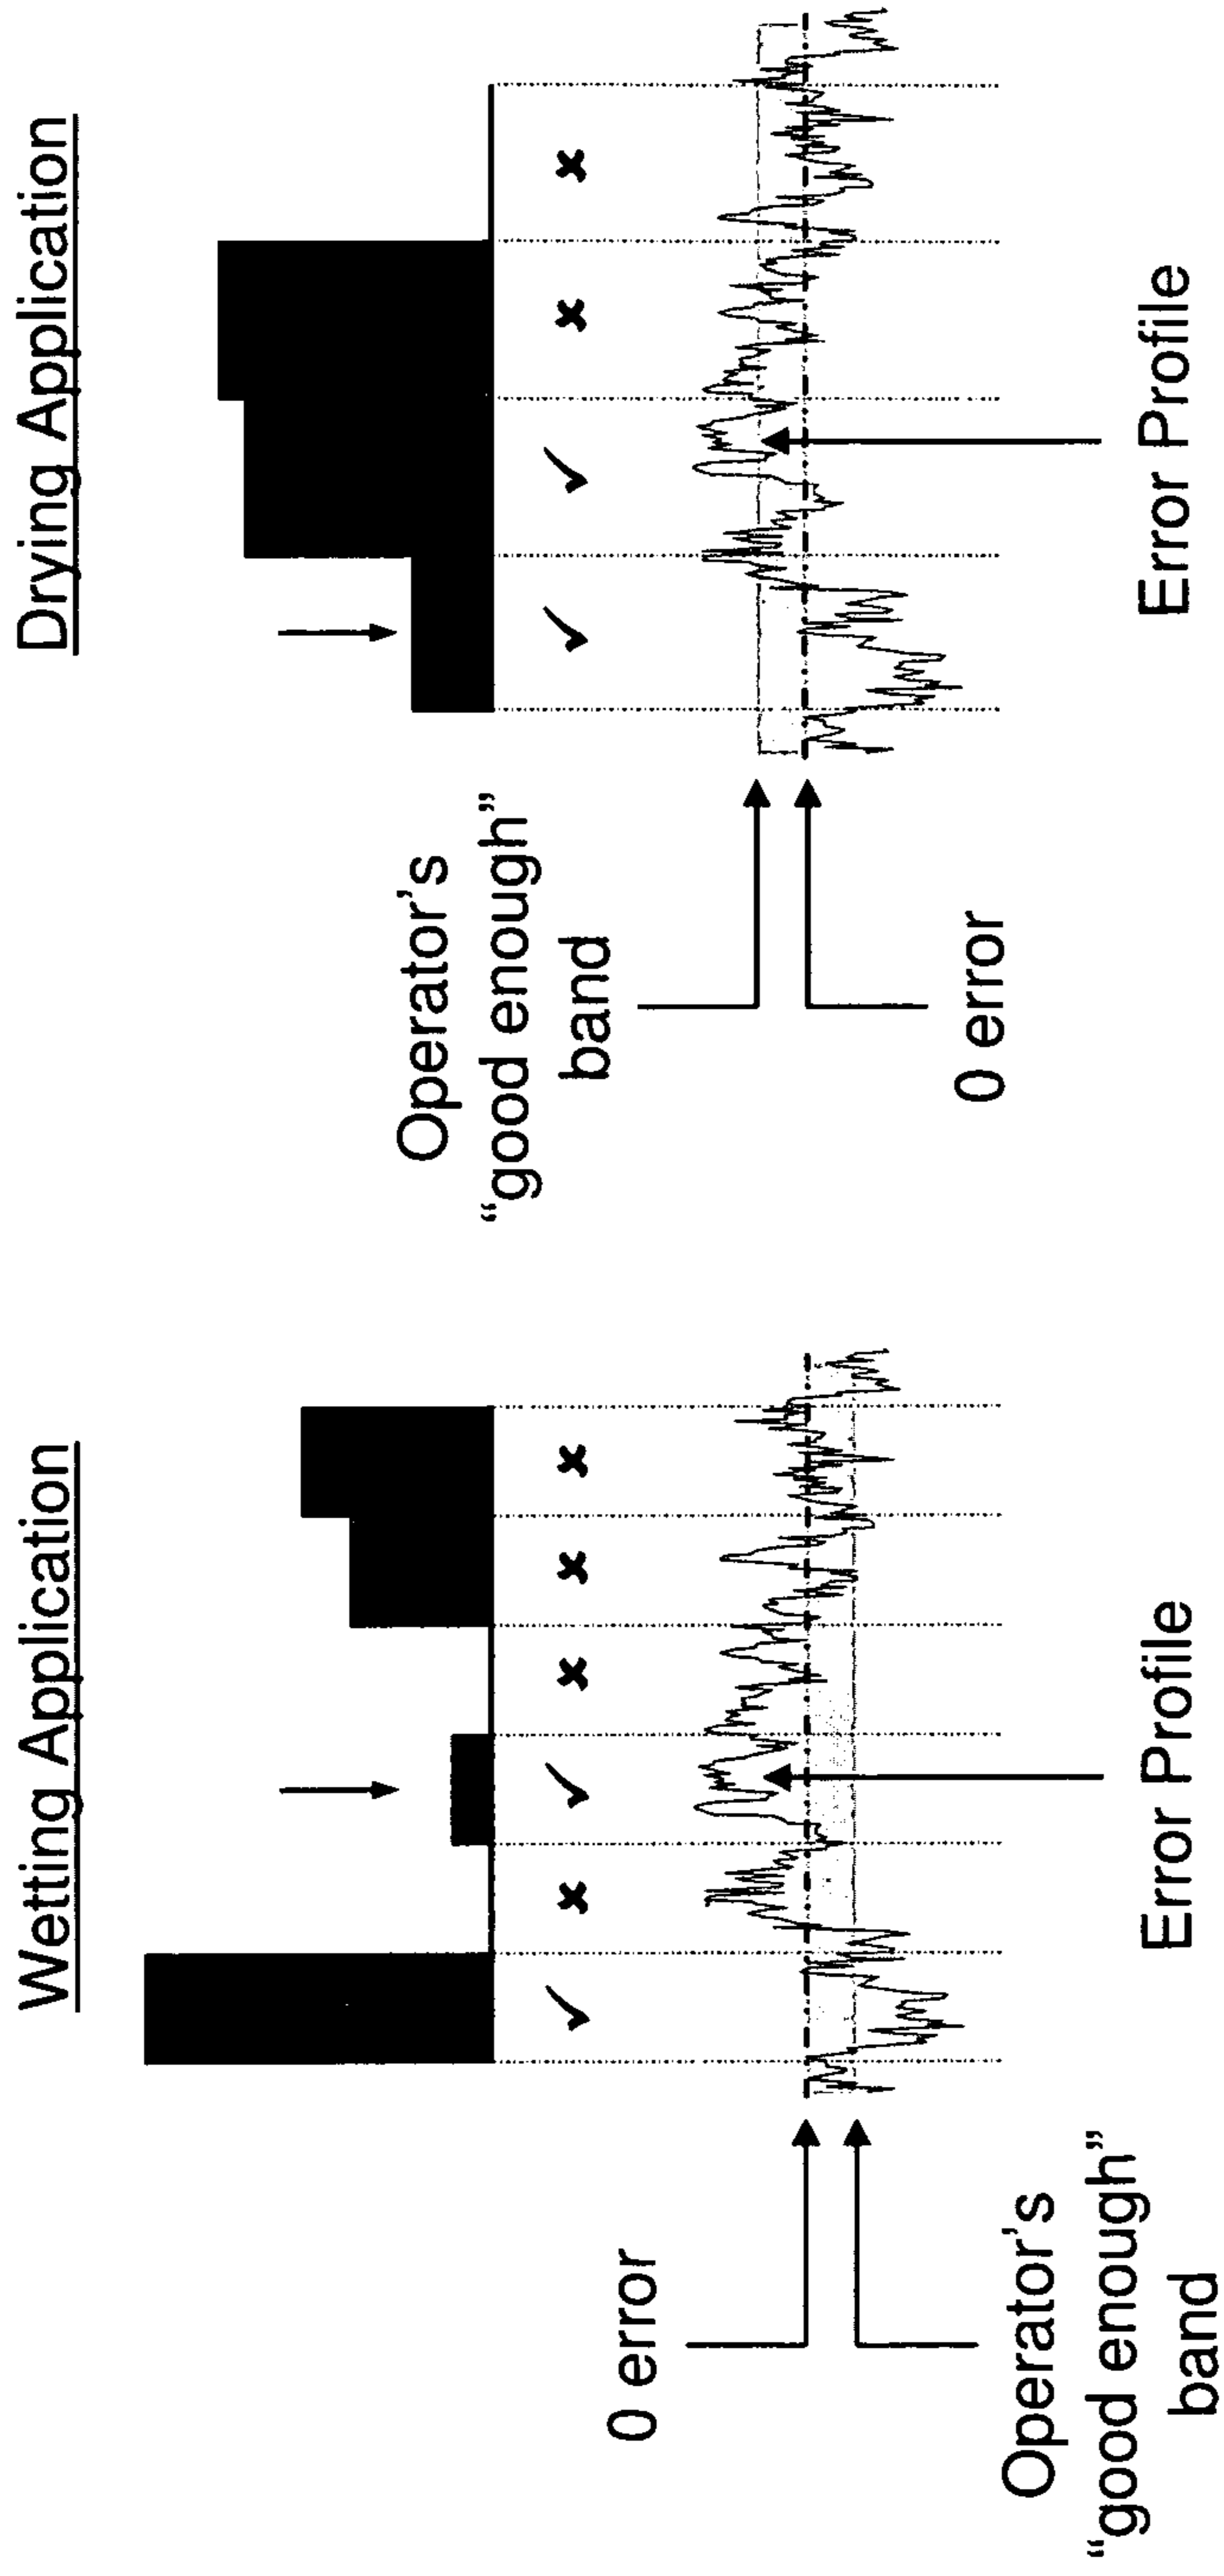 Wetting Application
0 error
Operator's
“good enough”
band
Error Profile
Drying Application
Operator's
“good enough”
band
0 error
Error Profile